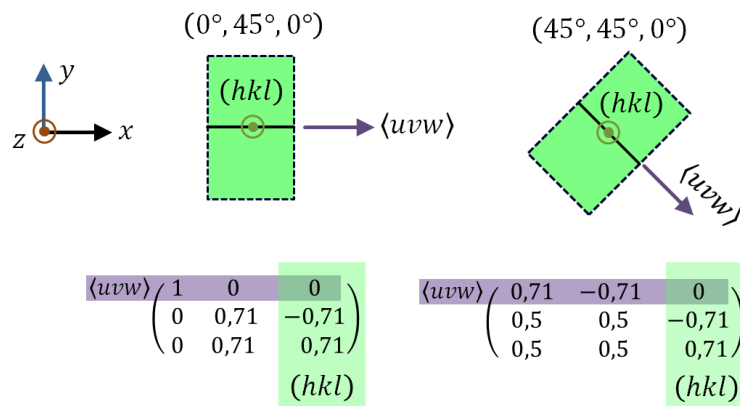 (0°, 45°, 0°)
(45°, 45°, 0°)
y
z
x
(hkl)
⟨uvw⟩
(hkl)
⟨uvw⟩
⟨uvw⟩ 1 0 0
0 0,71 −0,71
0 0,71 0,71
(hkl)
⟨uvw⟩ 0,71 −0,71 0
0,5 0,5 −0,71
0,5 0,5 0,71
(hkl)